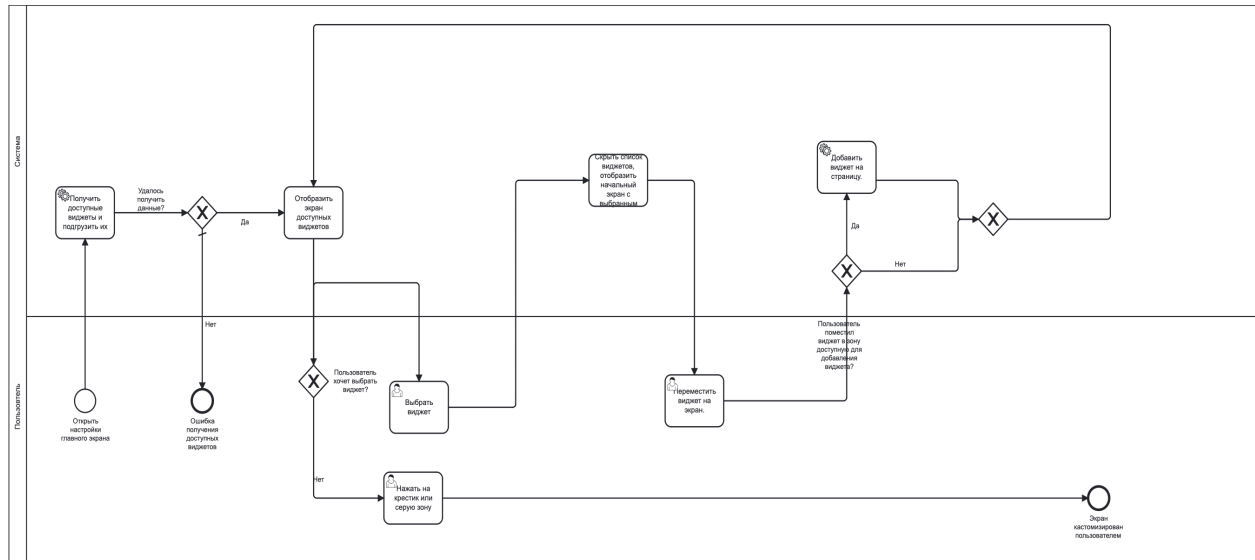 Система
Получить
доступные
виджеты и
подгрузить их
Удалось
получить
данные?
X
Да
Отобразить
экран
доступных
виджетов
Скрыть список
виджетов,
отобразить
начальный
экран с
выбранным
Добавить
виджет на
страницу.
Да
X
Нет
X
Нет
Пользовтель
Открыть
настройки
главного экрана
Ошибка
получения
доступных
виджетов
X
Пользователь
хочет выбрать
виджет?
Выбрать
виджет
Переместить
виджет на
экран.
Пользователь
поместил
виджет в зону
доступную для
добавления
виджета?
Нет
Нажать на
крестик или
серую зону
Экран
кастомизирован
пользователем